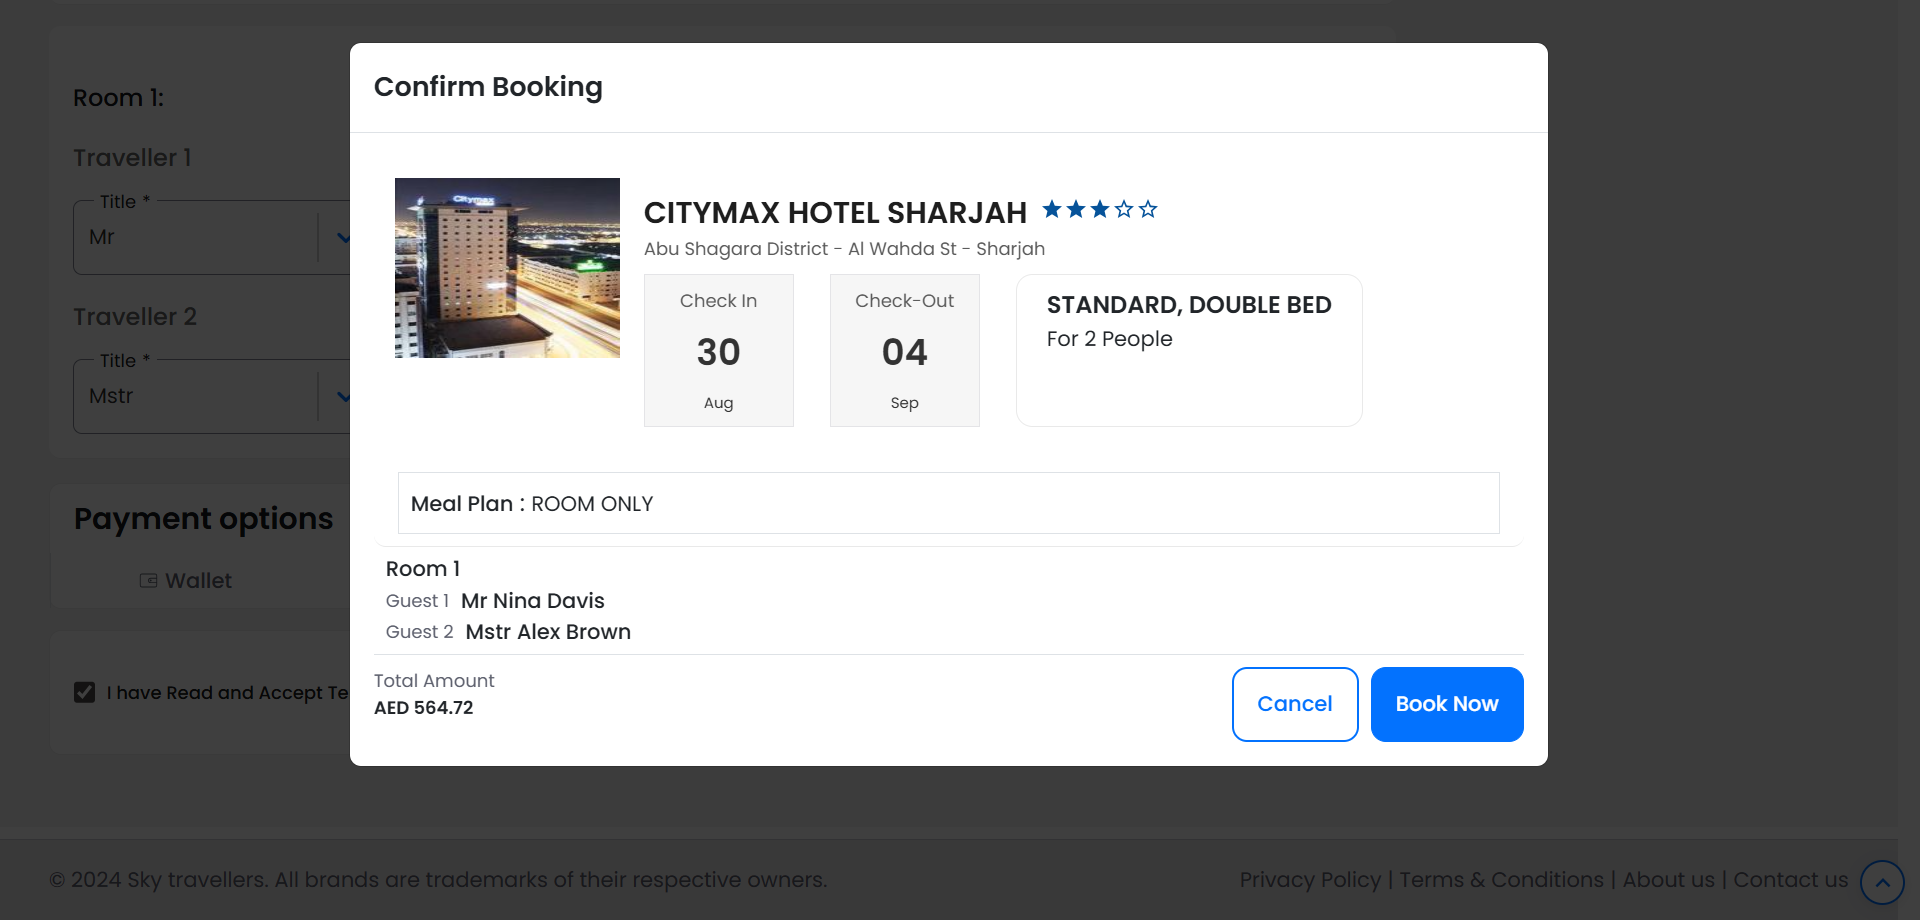 Confirm Booking
Room 1:
Traveller 1
Title *
Mr
Traveller 2
Title *
Mstr
Payment options
Wallet
I have Read and Accept Te
CITYMAX
CITYMAX HOTEL SHARJAH
Abu Shagara District - Al Wahda St - Sharjah
Check In
30
Aug
Check-Out
04
Sep
STANDARD, DOUBLE BED
For 2 People
Meal Plan : ROOM ONLY
Room 1
Guest 1 Mr Nina Davis
Guest 2 Mstr Alex Brown
Total Amount
AED 564.72
Cancel
Book Now
© 2024 Sky travellers. All brands are trademarks of their respective owners.
Privacy Policy | Terms & Conditions | About us | Contact us